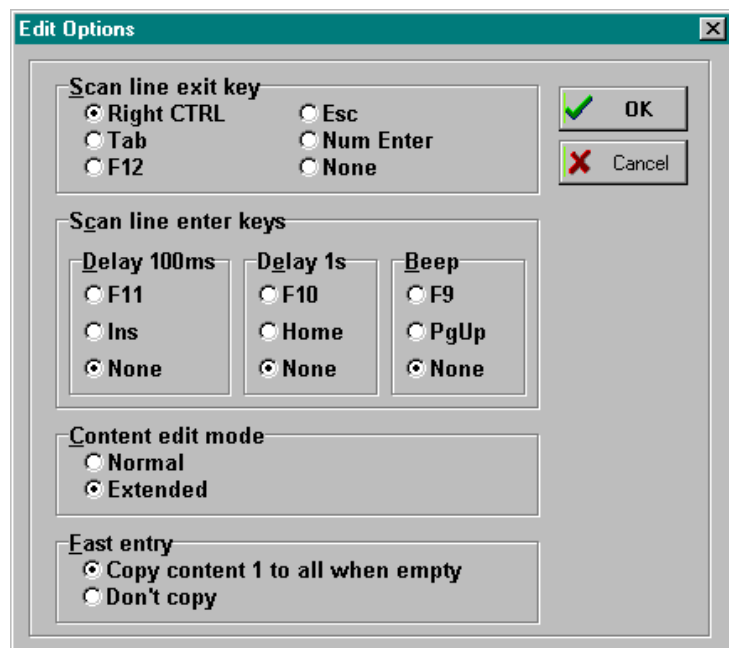 Edit Options
Scan line exit key
Right CTRL
Esc
Tab
Num Enter
F12
None
OK
Cancel
Scan line enter keys
Delay 100ms
F11
Ins
None
Delay 1s
F10
Home
None
Beep
F9
PgUp
None
Content edit mode
Normal
Extended
Fast entry
Copy content 1 to all when empty
Don't copy